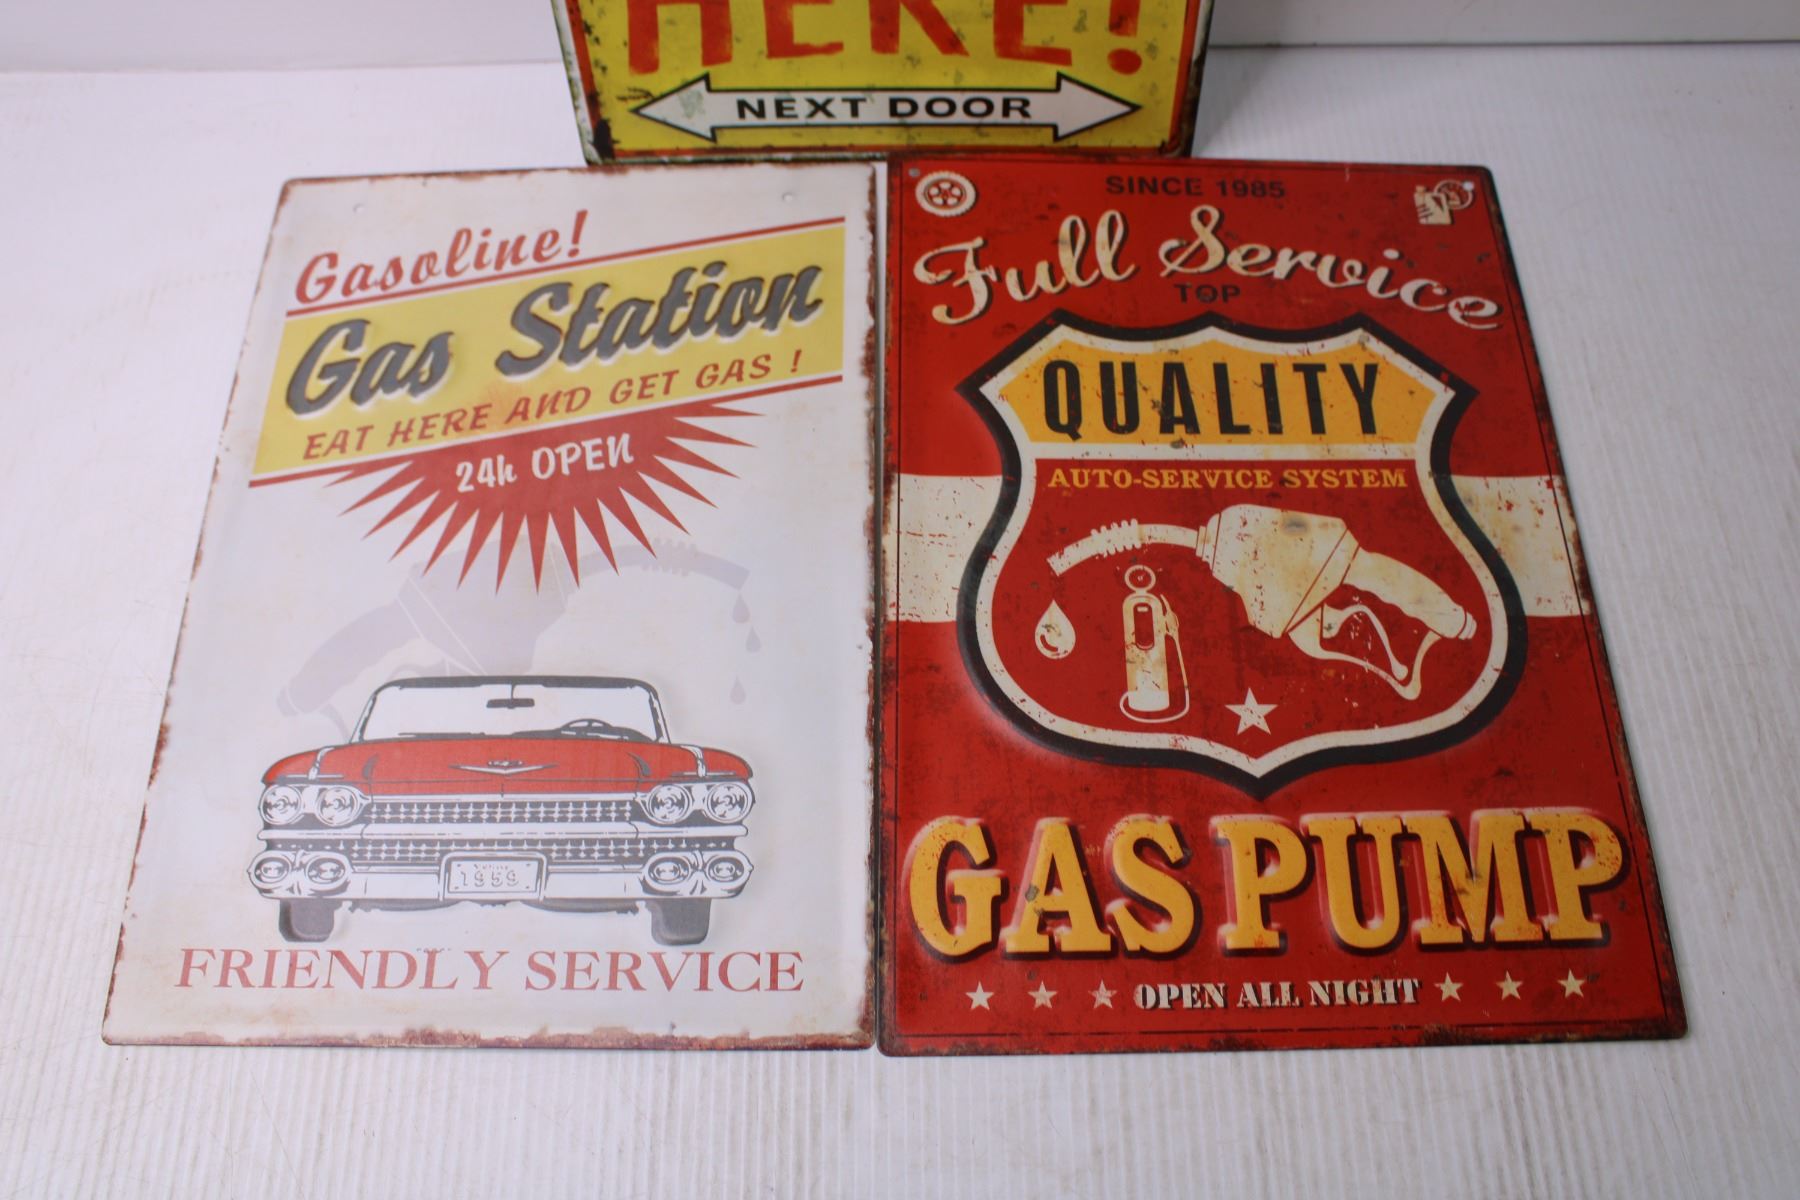 HERE!
NEXT DOOR
Gasoline!
Gas Station
EAT HERE AND GET GAS !
24h OPEN
1959
FRIENDLY SERVICE
SINCE 1985
Full Service
TOP
QUALITY
AUTO-SERVICE SYSTEM
GAS PUMP
OPEN ALL NIGHT